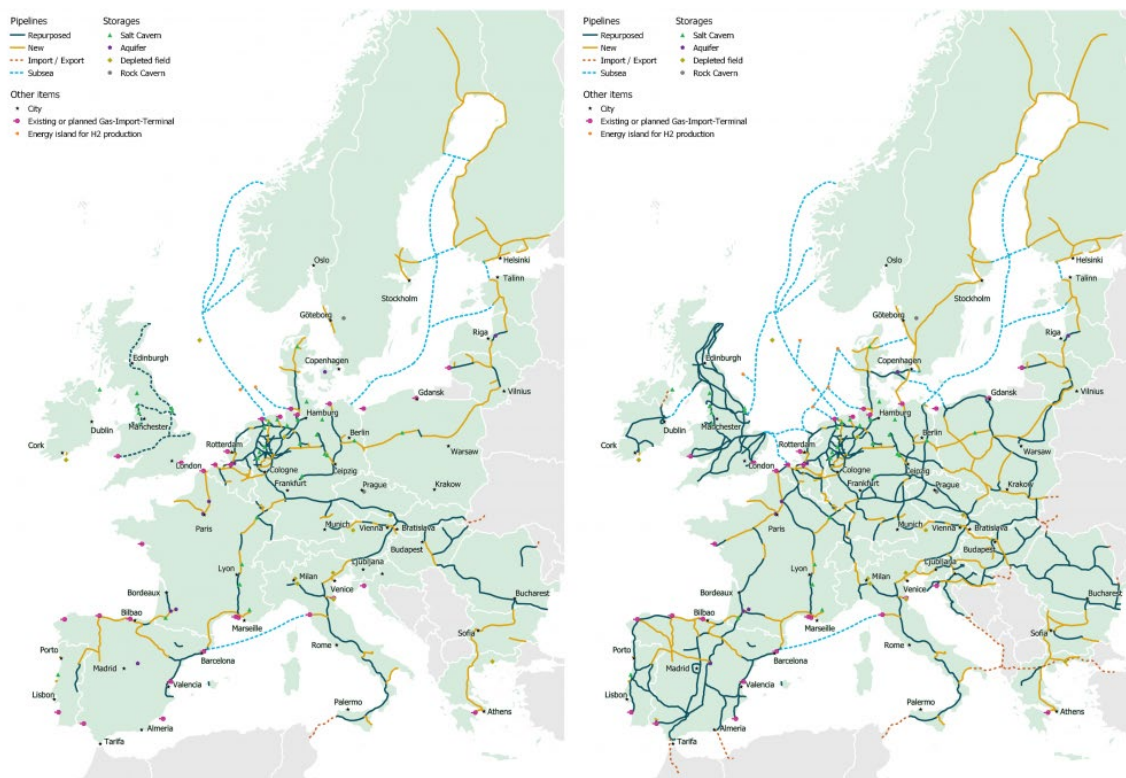 Pipelines
Repurposed
New
Import / Export
Subsea
Storages
Salt Cavern
Aquifer
Depleted field
Rock Cavern
Other items
City
Existing or planned Gas-Import-Terminal
Energy island for H2 production
Oslo
Helsinki
Talinn
Stockholm
Göteborg
Riga
Edinburgh
Copenhagen
Vilnius
Gdansk
Hamburg
Manchester
Dublin
Berlin
Cork
Rotterdam
Warsaw
London
Cologne
Leipzig
Frankfurt
Prague
Krakow
Paris
Munich
Vienna
Bratislava
Budapest
Lyon
Milan
Ljubljana
Venice
Bordeaux
Bucharest
Bilbao
Marseille
Sofia
Porto
Madrid
Barcelona
Rome
Lisbon
Valencia
Palermo
Athens
Almeria
Tarifa
Pipelines
Repurposed
New
Import / Export
Subsea
Storages
Salt Cavern
Aquifer
Depleted field
Rock Cavern
Other items
City
Existing or planned Gas-Import-Terminal
Energy island for H2 production
Oslo
Helsinki
Talinn
Stockholm
Göteborg
Riga
Edinburgh
Copenhagen
Vilnius
Gdansk
Hamburg
Manchester
Dublin
Berlin
Cork
Rotterdam
Warsaw
London
Cologne
Leipzig
Frankfurt
Prague
Krakow
Paris
Munich
Vienna
Bratislava
Budapest
Lyon
Milan
Ljubljana
Venice
Bordeaux
Bucharest
Bilbao
Marseille
Sofia
Porto
Madrid
Barcelona
Rome
Lisbon
Valencia
Palermo
Athens
Almeria
Tarifa